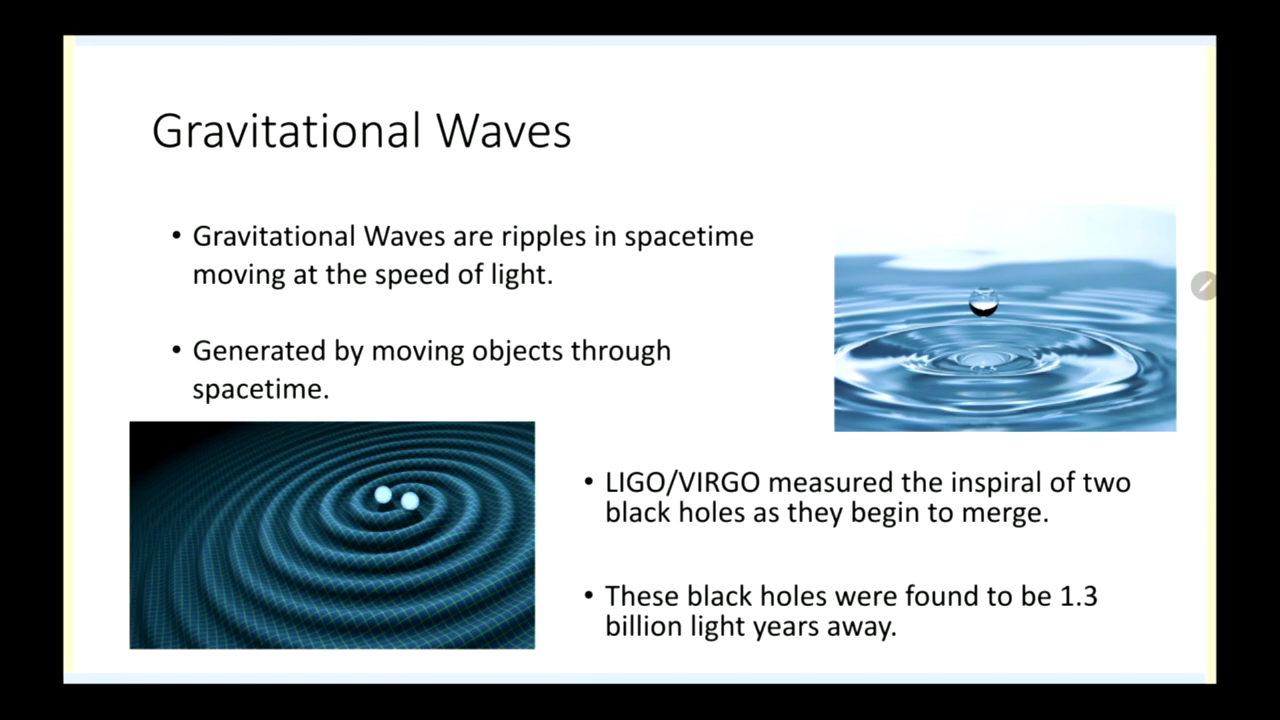 Gravitational Waves
• Gravitational Waves are ripples in spacetime
moving at the speed of light.
• Generated by moving objects through
spacetime.
• LIGO/VIRGO measured the inspiral of two
black holes as they begin to merge.
• These black holes were found to be 1.3
billion light years away.